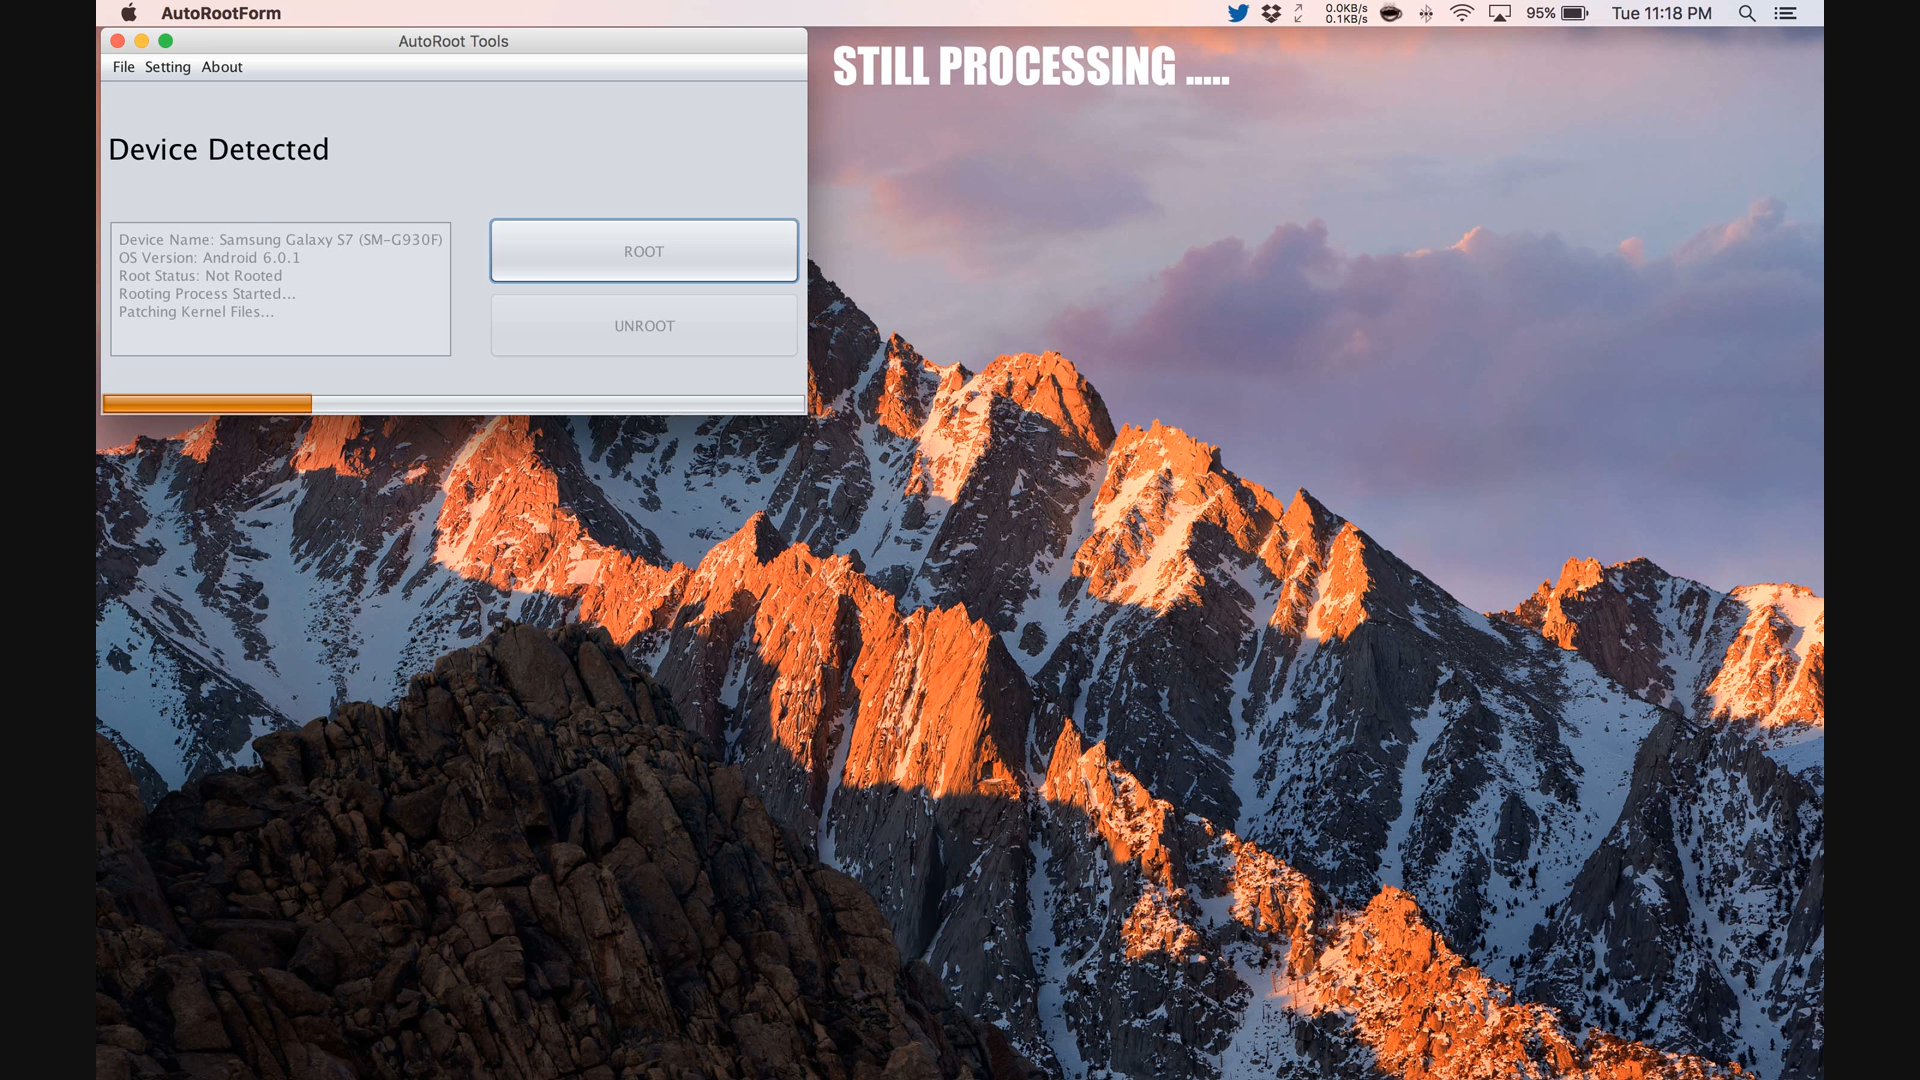 AutoRootForm
0.0KB/s
0.1KB/s
95%
Tue 11:18 PM
AutoRoot Tools
File Setting About
STILL PROCESSING .....
Device Detected
Device Name: Samsung Galaxy S7 (SM-G930F)
OS Version: Android 6.0.1
Root Status: Not Rooted
Rooting Process Started...
Patching Kernel Files...
ROOT
UNROOT